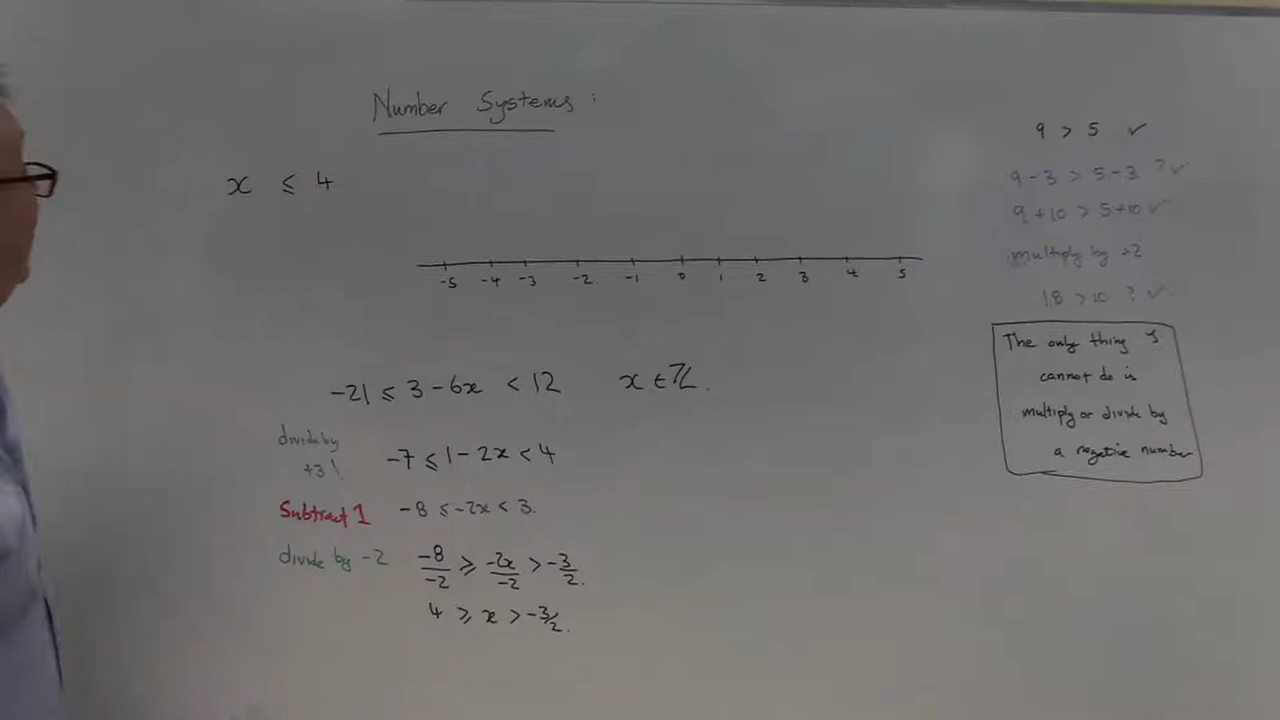 Number Systems :
x ≤ 4
-5 -4 -3 -2 -1 0 1 2 3 4 5
-21 ≤ 3 - 6x < 12 x ∈ ℤ.
divide by
+3!
-7 ≤ 1 - 2x < 4
Subtract 1 -8 ≤ -2x < 3.
divide by -2 -8/-2 ≥ -2x/-2 > -3/2.
4 ≥ x > -3/2.
9 > 5 ✓
9 - 3 > 5 - 3 ? ✓
9 + 10 > 5 + 10 ✓
multiply by +2
18 > 10 ? ✓
The only thing
cannot do is
multiply or divide by
a negative number